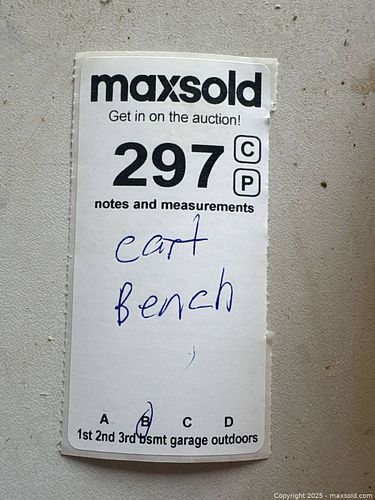 maxsold
Get in on the auction!
297 C
P
notes and measurements
cart
Bench
A B C D
1st 2nd 3rd bsmt garage outdoors
Copyright 2025 - maxsold.com